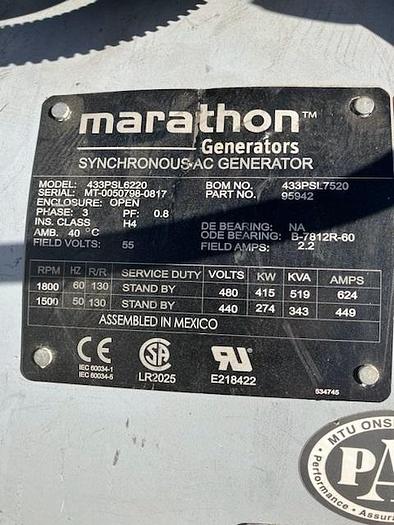 marathon™
Generators
SYNCHRONOUS AC GENERATOR
MODEL: 433PSL6220 BOM NO. 433PSL7520
SERIAL: MT-0050798-0817 PART NO. 95942
ENCLOSURE: OPEN
PHASE: 3 PF: 0.8 DE BEARING: NA
INS. CLASS H4 ODE BEARING: B-7812R-60
AMB. 40 °C FIELD AMPS: 2.2
FIELD VOLTS: 55
RPM HZ R/R SERVICE DUTY VOLTS KW KVA AMPS
1800 60 130 STAND BY 480 415 519 624
1500 50 130 STAND BY 440 274 343 449
ASSEMBLED IN MEXICO
CE SA RU
IEC 60034-1
IEC 60034-5 LR2025 E218422
534745
MTU ONS
PA
Performance
Assur